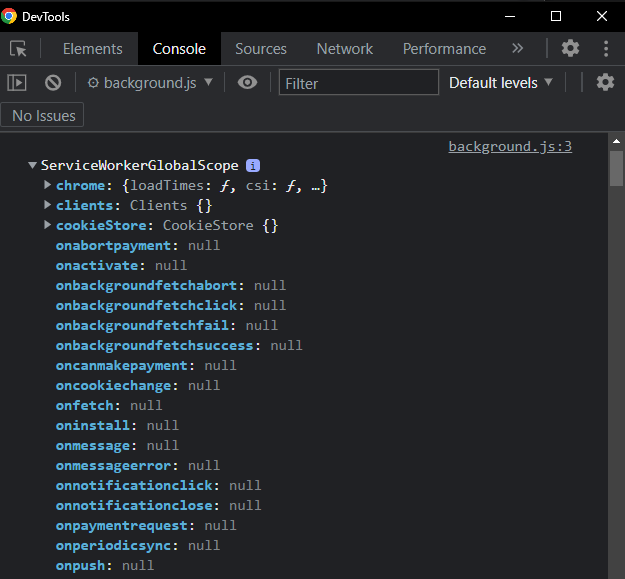 DevTools
Elements Console Sources Network Performance »
background.js Filter Default levels
No Issues
background.js:3
ServiceWorkerGlobalScope i
chrome: {loadTimes: ƒ, csi: ƒ, …}
clients: Clients {}
cookieStore: CookieStore {}
onabortpayment: null
onactivate: null
onbackgroundfetchabort: null
onbackgroundfetchclick: null
onbackgroundfetchfail: null
onbackgroundfetchsuccess: null
oncanmakepayment: null
oncookiechange: null
onfetch: null
oninstall: null
onmessage: null
onmessageerror: null
onnotificationclick: null
onnotificationclose: null
onpaymentrequest: null
onperiodicsync: null
onpush: null